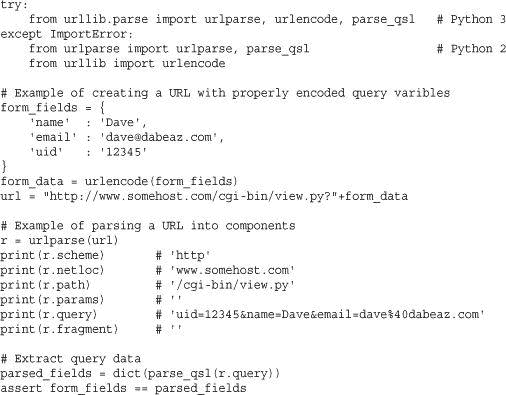 try:
    from urllib.parse import urlparse, urlencode, parse_qsl   # Python 3
except ImportError:
    from urlparse import urlparse, parse_qsl                  # Python 2
    from urllib import urlencode

# Example of creating a URL with properly encoded query varibles
form_fields = {
    'name'  : 'Dave',
    'email' : 'dave@dabeaz.com',
    'uid'   : '12345'
}
form_data = urlencode(form_fields)
url = "http://www.somehost.com/cgi-bin/view.py?"+form_data

# Example of parsing a URL into components
r = urlparse(url)
print(r.scheme)       # 'http'
print(r.netloc)       # 'www.somehost.com'
print(r.path)         # '/cgi-bin/view.py'
print(r.params)       # ''
print(r.query)        # 'uid=12345&name=Dave&email=dave%40dabeaz.com'
print(r.fragment)     # ''

# Extract query data
parsed_fields = dict(parse_qsl(r.query))
assert form_fields == parsed_fields